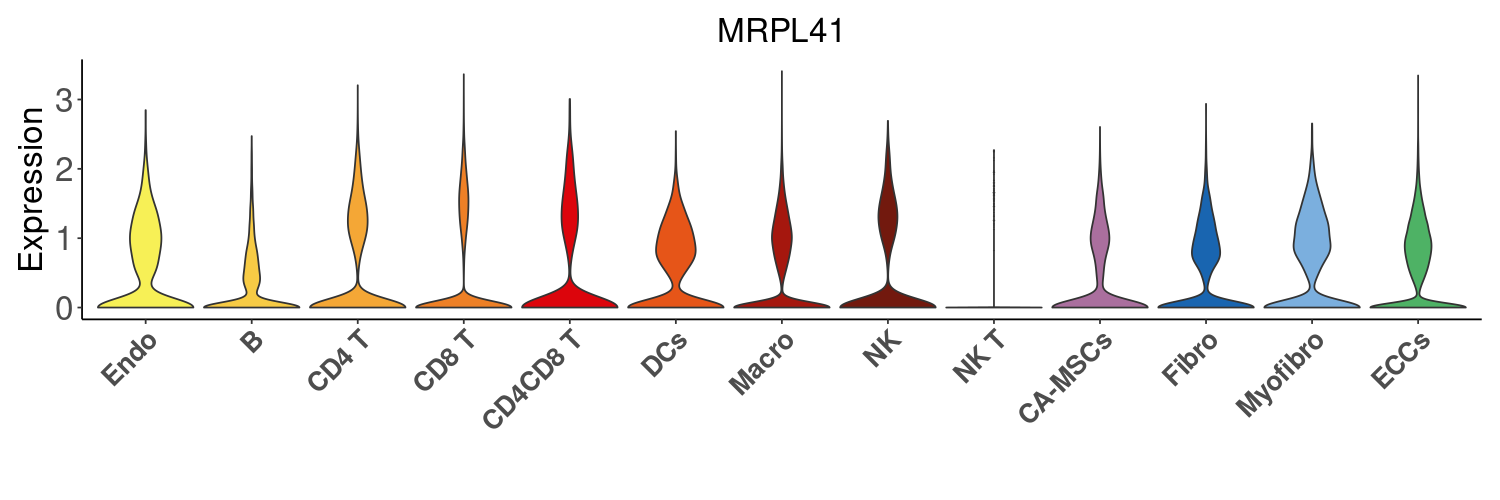 MRPL41
Expression
3
2
1
0
Endo
B
CD4 T
CD8 T
CD4CD8 T
DCs
Macro
NK
NK T
CA-MSCs
Fibro
Myofibro
ECCs